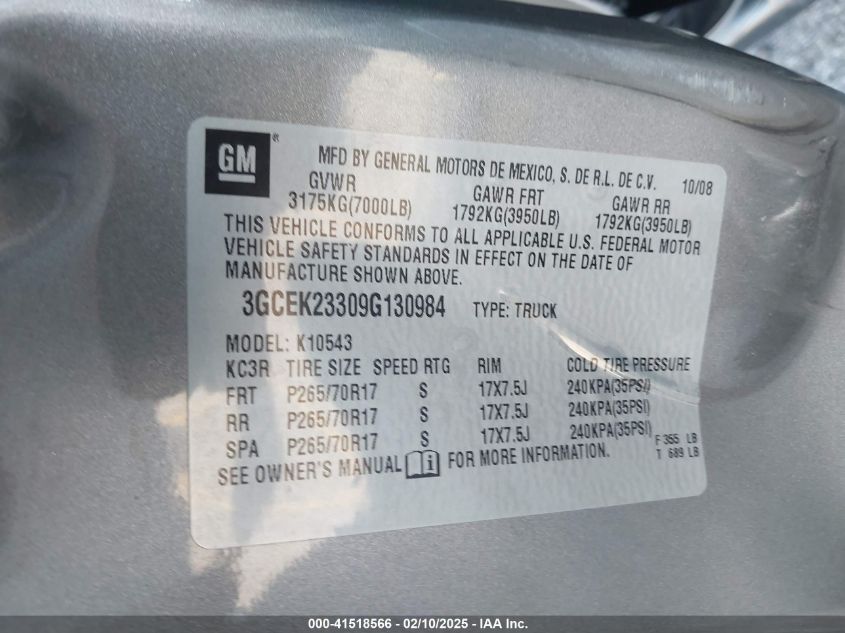 GM ® MFD BY GENERAL MOTORS DE MEXICO, S. DE R.L. DE C.V. 10/08
GVWR GAWR FRT GAWR RR
3175KG(7000LB) 1792KG(3950LB) 1792KG(3950LB)
THIS VEHICLE CONFORMS TO ALL APPLICABLE U.S. FEDERAL MOTOR
VEHICLE SAFETY STANDARDS IN EFFECT ON THE DATE OF
MANUFACTURE SHOWN ABOVE.
3GCEK23309G130984 TYPE: TRUCK
MODEL: K10543
KC3R TIRE SIZE SPEED RTG RIM COLD TIRE PRESSURE
FRT P265/70R17 S 17X7.5J 240KPA(35PSI)
RR P265/70R17 S 17X7.5J 240KPA(35PSI)
SPA P265/70R17 S 17X7.5J 240KPA(35PSI)
F 355 LB
T 689 LB
SEE OWNER'S MANUAL i FOR MORE INFORMATION.
000-41518566 — 02/10/2025 — IAA Inc.